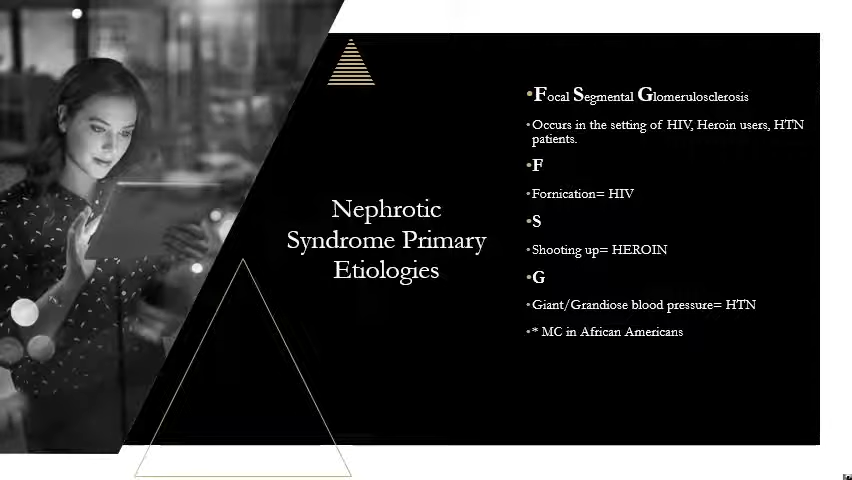 Nephrotic
Syndrome Primary
Etiologies
•Focal Segmental Glomerulosclerosis
•Occurs in the setting of HIV, Heroin users, HTN
patients.
•F
•Fornication= HIV
•S
•Shooting up= HEROIN
•G
•Giant/Grandiose blood pressure= HTN
•* MC in African Americans